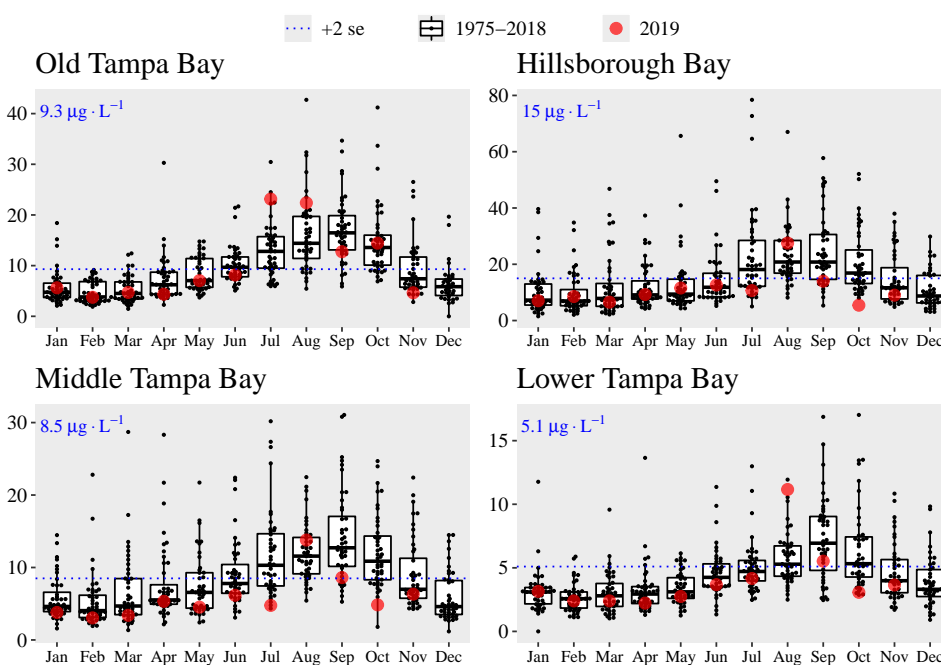 +2 se 1975−2018 2019
Old Tampa Bay
9.3 μg · L⁻¹
40
30
20
10
0
Jan Feb Mar Apr May Jun Jul Aug Sep Oct Nov Dec
Hillsborough Bay
15 μg · L⁻¹
80
60
40
20
0
Jan Feb Mar Apr May Jun Jul Aug Sep Oct Nov Dec
Middle Tampa Bay
8.5 μg · L⁻¹
30
20
10
0
Jan Feb Mar Apr May Jun Jul Aug Sep Oct Nov Dec
Lower Tampa Bay
5.1 μg · L⁻¹
15
10
5
0
Jan Feb Mar Apr May Jun Jul Aug Sep Oct Nov Dec